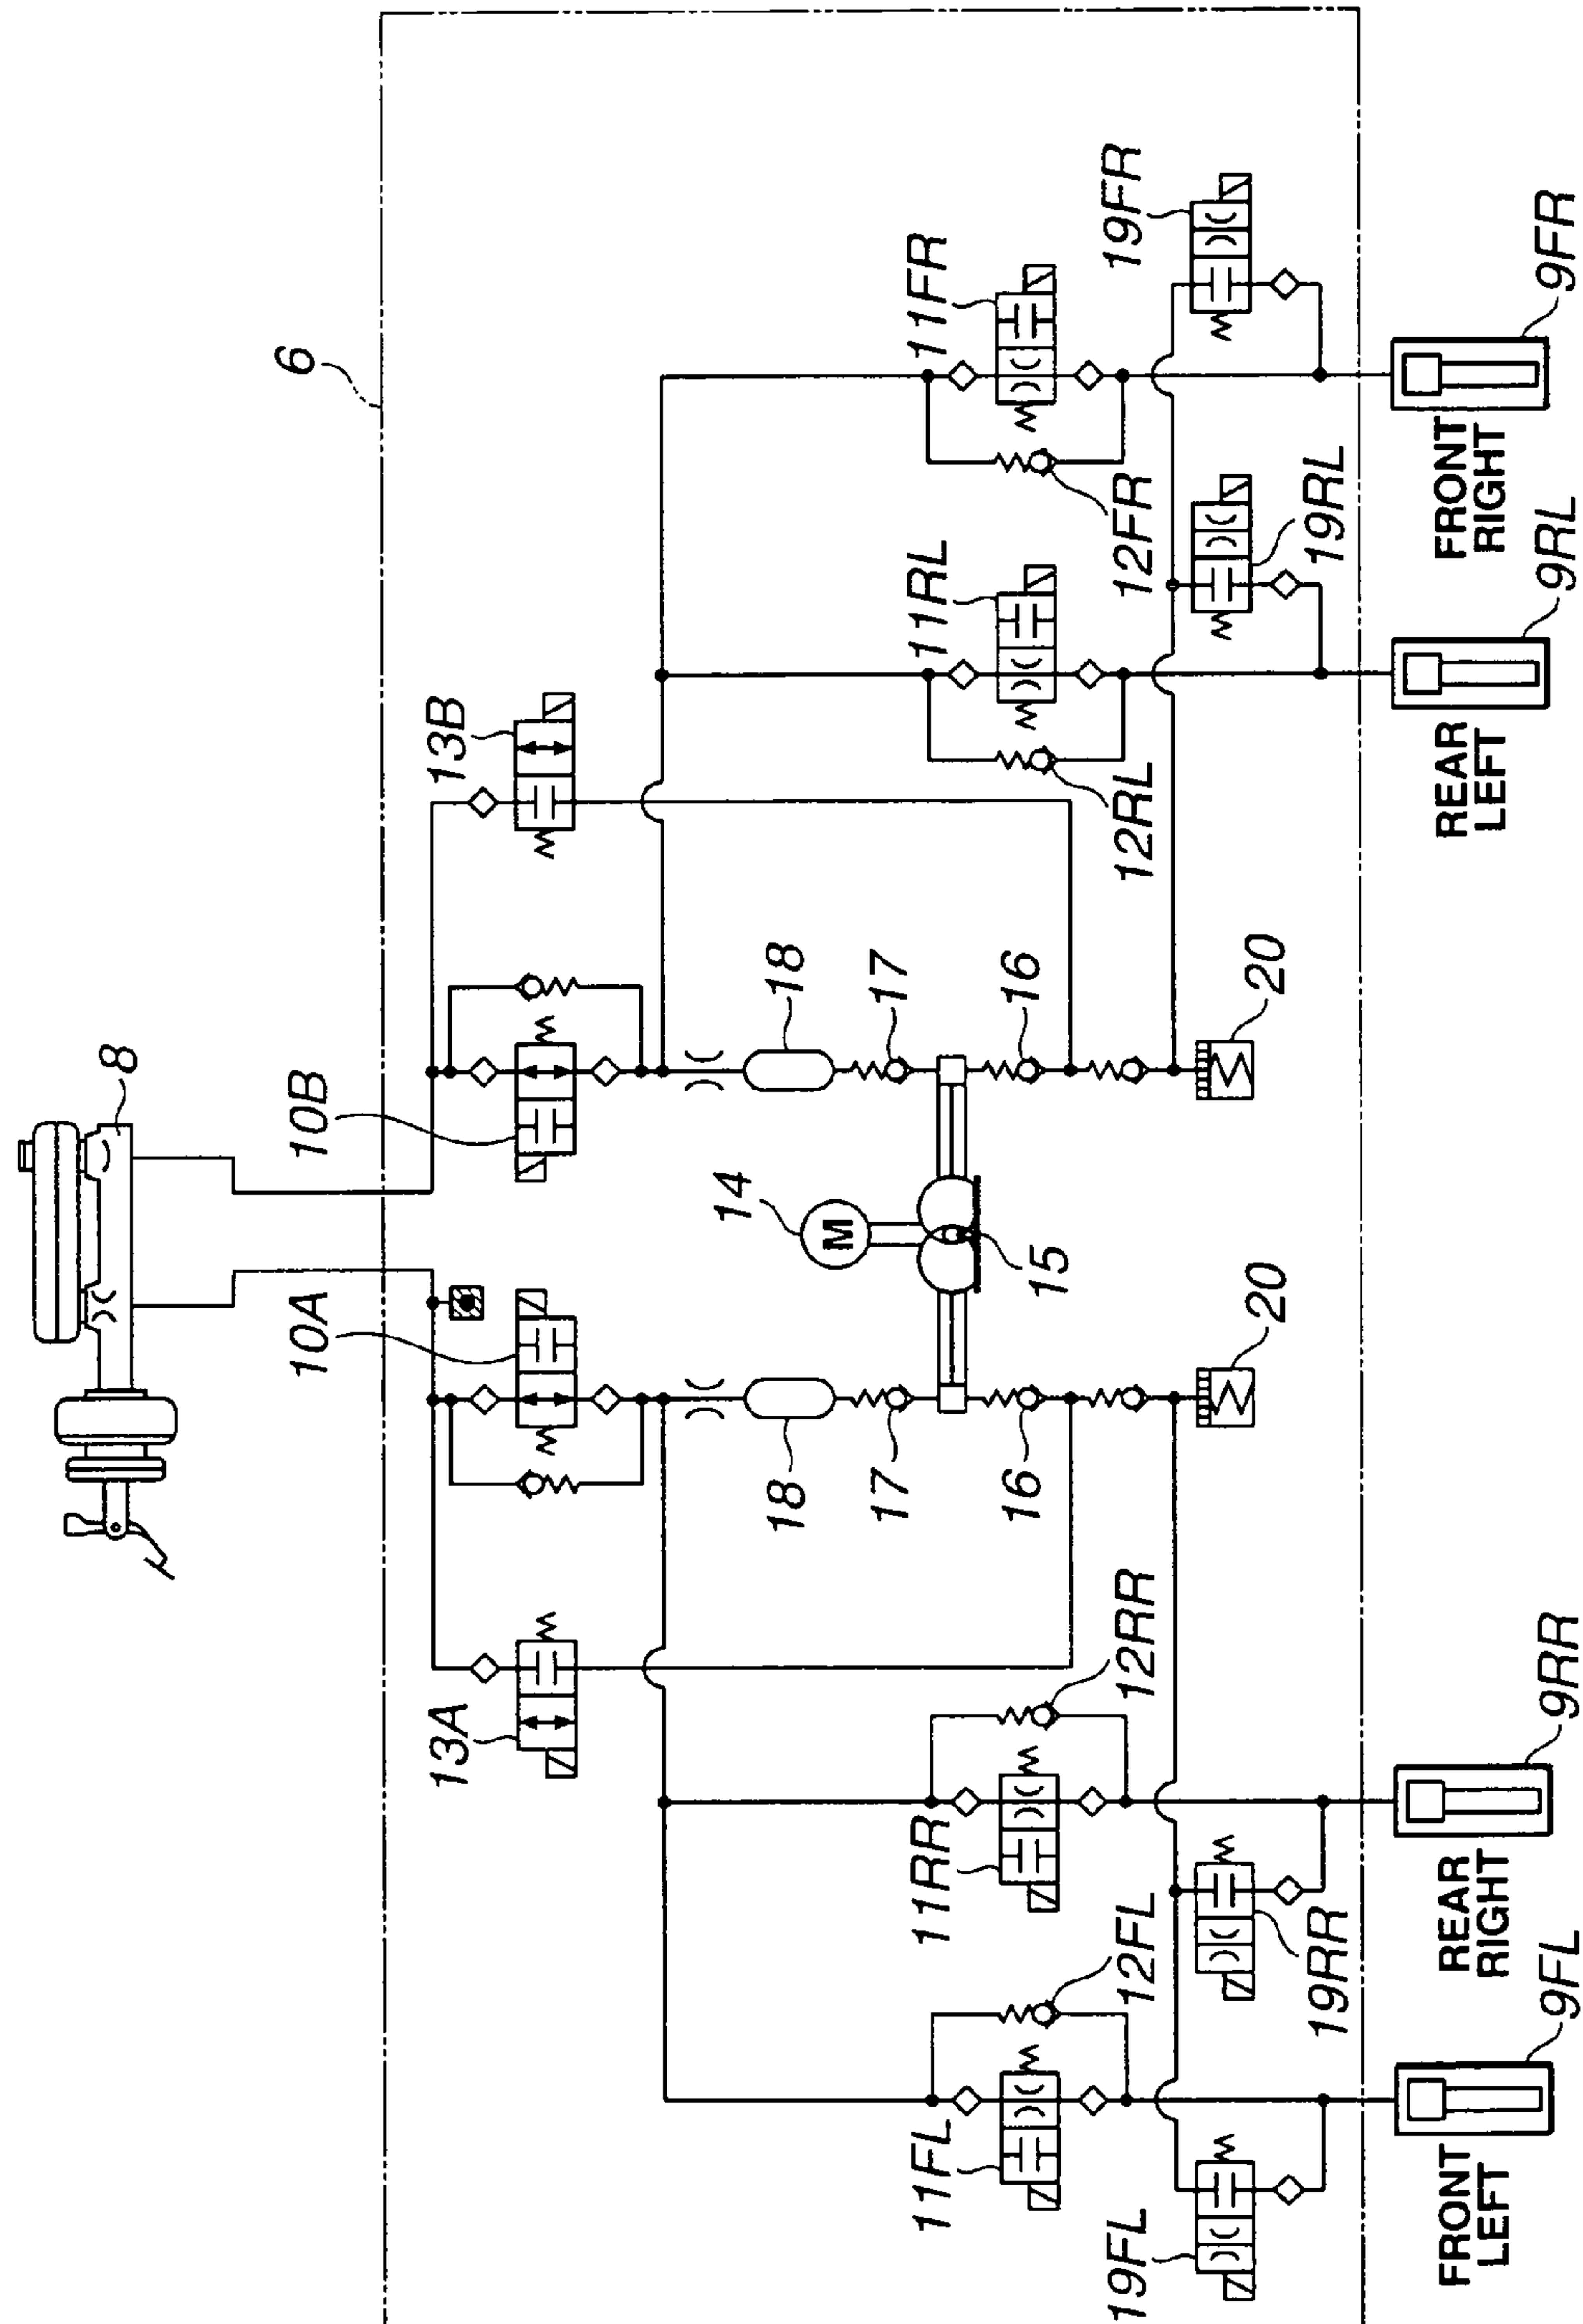 8
6
10A
10B
13A
13B
14
M
15
18
18
17
17
16
16
20
20
11FL
11RR
11RL
11FR
12FL
12RR
12RL
12FR
19FL
19RR
19RL
19FR
9FL
9RR
9RL
9FR
FRONT
LEFT
REAR
RIGHT
REAR
LEFT
FRONT
RIGHT